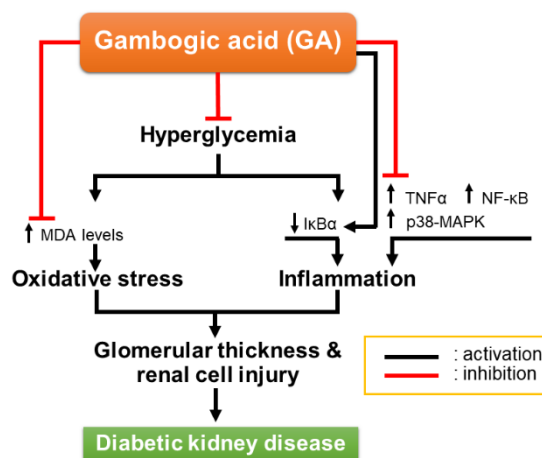 Gambogic acid (GA)
Hyperglycemia
↑ MDA levels
↓ IκBα
↑ TNFα ↑ NF-κB
↑ p38-MAPK
Oxidative stress
Inflammation
Glomerular thickness &
renal cell injury
: activation
: inhibition
Diabetic kidney disease